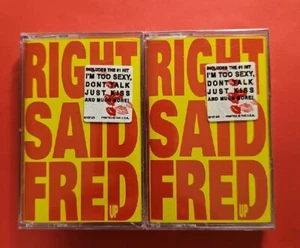 RIGHT
SAID
FRED
UP
INCLUDES THE #1 HIT
I'M TOO SEXY,
DON'T TALK
JUST KISS
AND MUCH MORE!
RIGHT
SAID
FRED
UP
INCLUDES THE #1 HIT
I'M TOO SEXY,
DON'T TALK
JUST KISS
AND MUCH MORE!